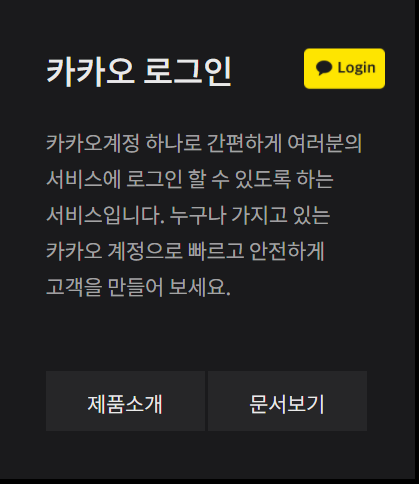 카카오 로그인
Login
카카오계정 하나로 간편하게 여러분의
서비스에 로그인 할 수 있도록 하는
서비스입니다. 누구나 가지고 있는
카카오 계정으로 빠르고 안전하게
고객을 만들어 보세요.
제품소개
문서보기